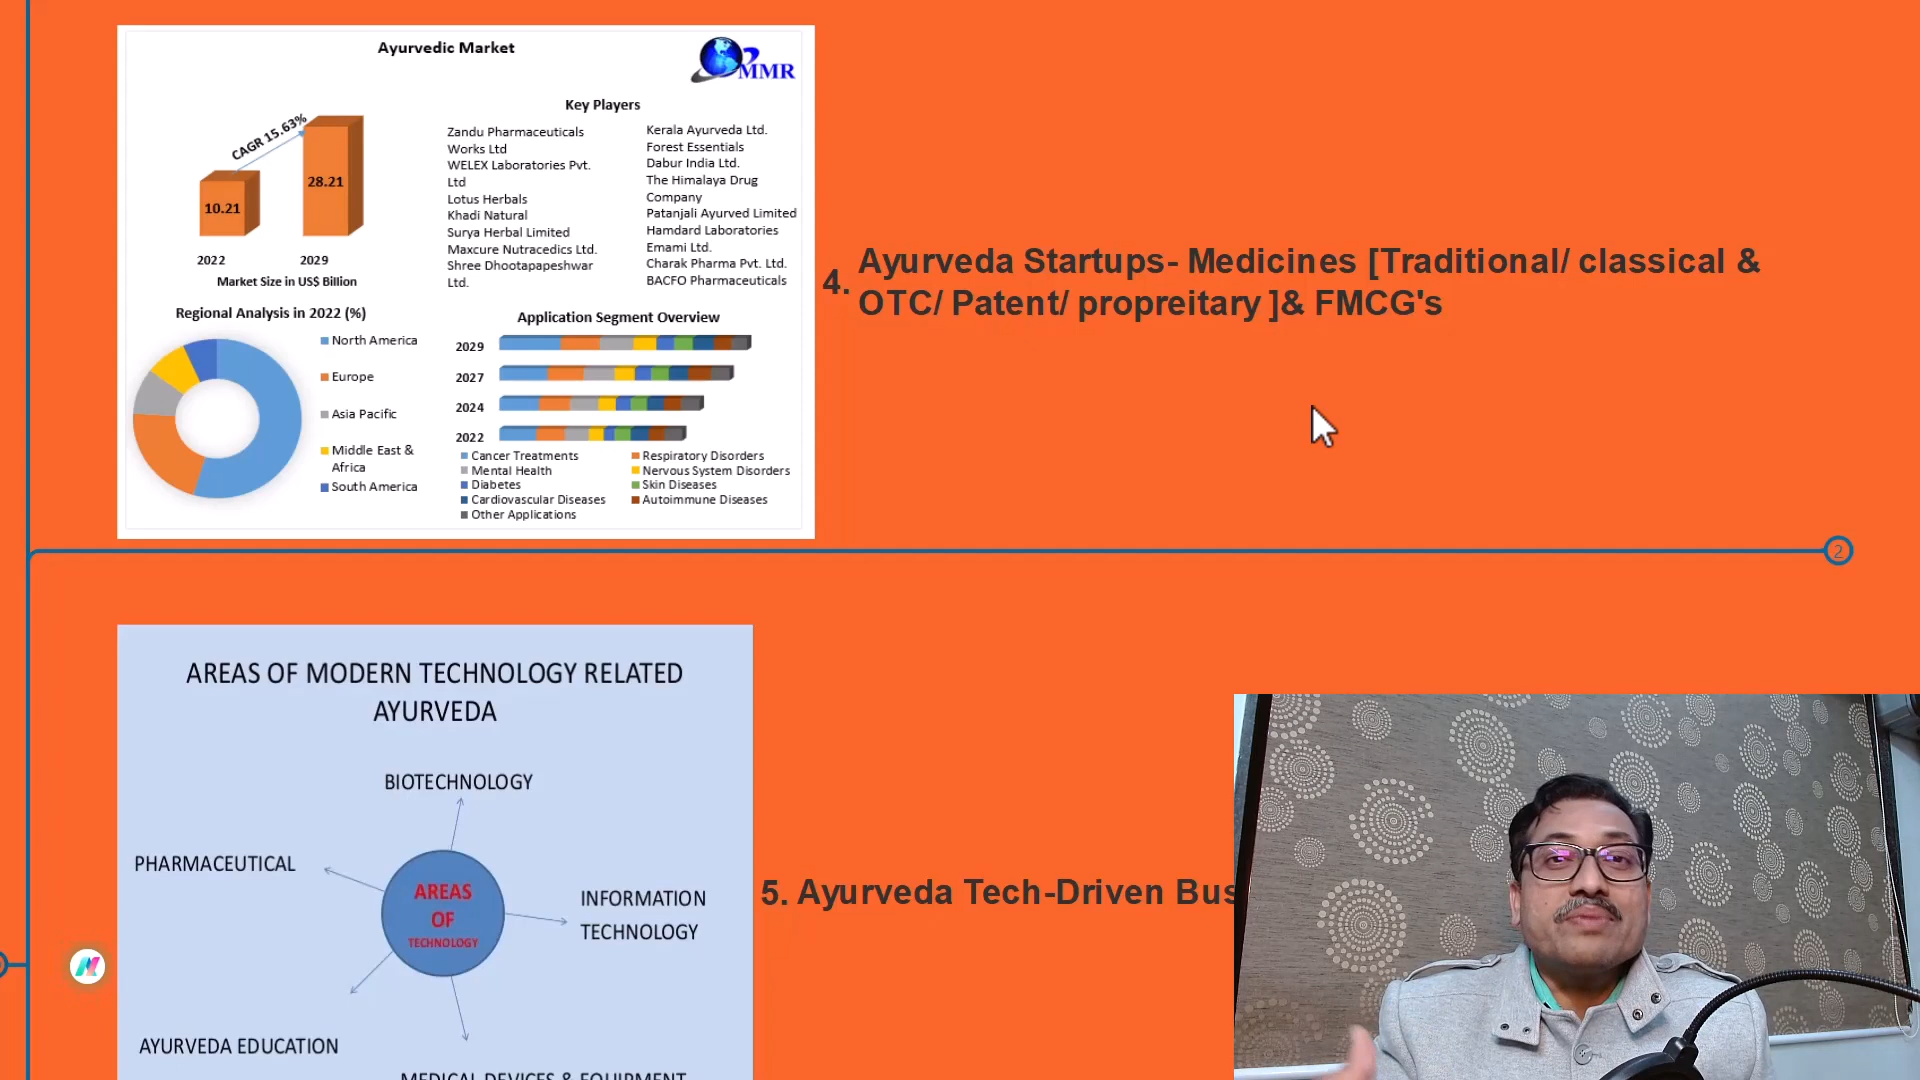 Ayurvedic Market
MMR
CAGR 15.63%
10.21
28.21
2022
2029
Market Size in US$ Billion
Key Players
Zandu Pharmaceuticals
Works Ltd
WELEX Laboratories Pvt.
Ltd
Lotus Herbals
Khadi Natural
Surya Herbal Limited
Maxcure Nutracedics Ltd.
Shree Dhootapapeshwar
Ltd.
Kerala Ayurveda Ltd.
Forest Essentials
Dabur India Ltd.
The Himalaya Drug
Company
Patanjali Ayurved Limited
Hamdard Laboratories
Emami Ltd.
Charak Pharma Pvt. Ltd.
BACFO Pharmaceuticals
Regional Analysis in 2022 (%)
North America
Europe
Asia Pacific
Middle East &
Africa
South America
Application Segment Overview
2029
2027
2024
2022
Cancer Treatments
Respiratory Disorders
Mental Health
Nervous System Disorders
Diabetes
Skin Diseases
Cardiovascular Diseases
Autoimmune Diseases
Other Applications
4. Ayurveda Startups- Medicines [Traditional/ classical &
OTC/ Patent/ propreitary ]& FMCG's
2
AREAS OF MODERN TECHNOLOGY RELATED
AYURVEDA
BIOTECHNOLOGY
PHARMACEUTICAL
AREAS
OF
TECHNOLOGY
INFORMATION
TECHNOLOGY
AYURVEDA EDUCATION
MEDICAL DEVICES & EQUIPMENT
5. Ayurveda Tech-Driven Bus